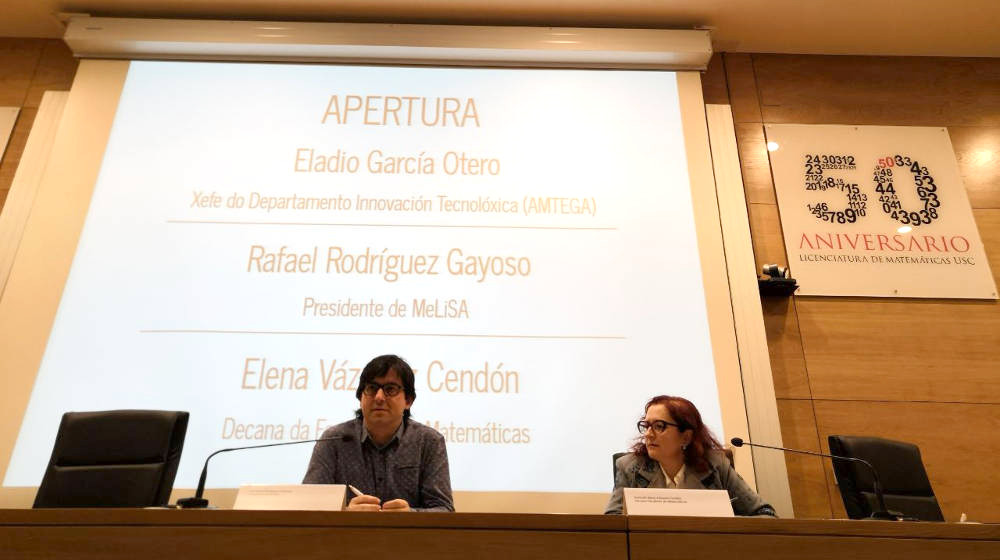 APERTURA
Eladio García Otero
Xefe do Departamento Innovación Tecnolóxica (AMTEGA)
Rafael Rodríguez Gayoso
Presidente de MeLiSA
Elena Cendón
Decana da Matemáticas
50
ANIVERSARIO
LICENCIATURA DE MATEMÁTICAS USC